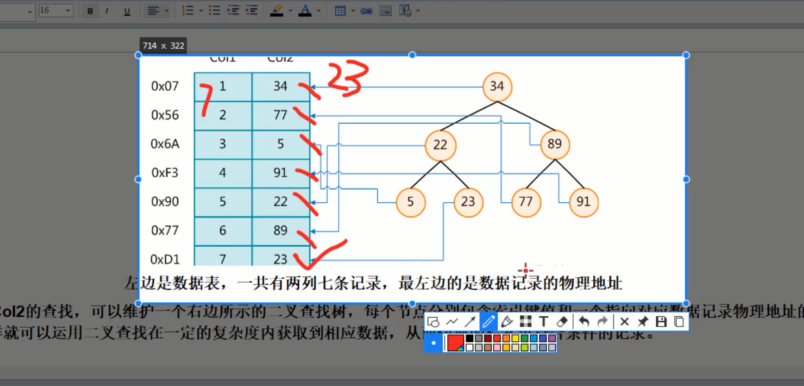 16 B I U A
714 x 322
Col1 Col2
0x07 1 34 23 34
0x56 7 2 77
0x6A 3 5 22 89
0xF3 4 91
0x90 5 22 5 23 77 91
0x77 6 89
0xD1 7 23
左边是数据表,一共有两列七条记录,最左边的是数据记录的物理地址
Col2的查找,可以维护一个右边所示的二叉查找树,每个节点分别包含索引键值和一个指向对应数据记录物理地址的
样就可以运用二叉查找在一定的复杂度内获取到相应数据,从
条件的记录。
T